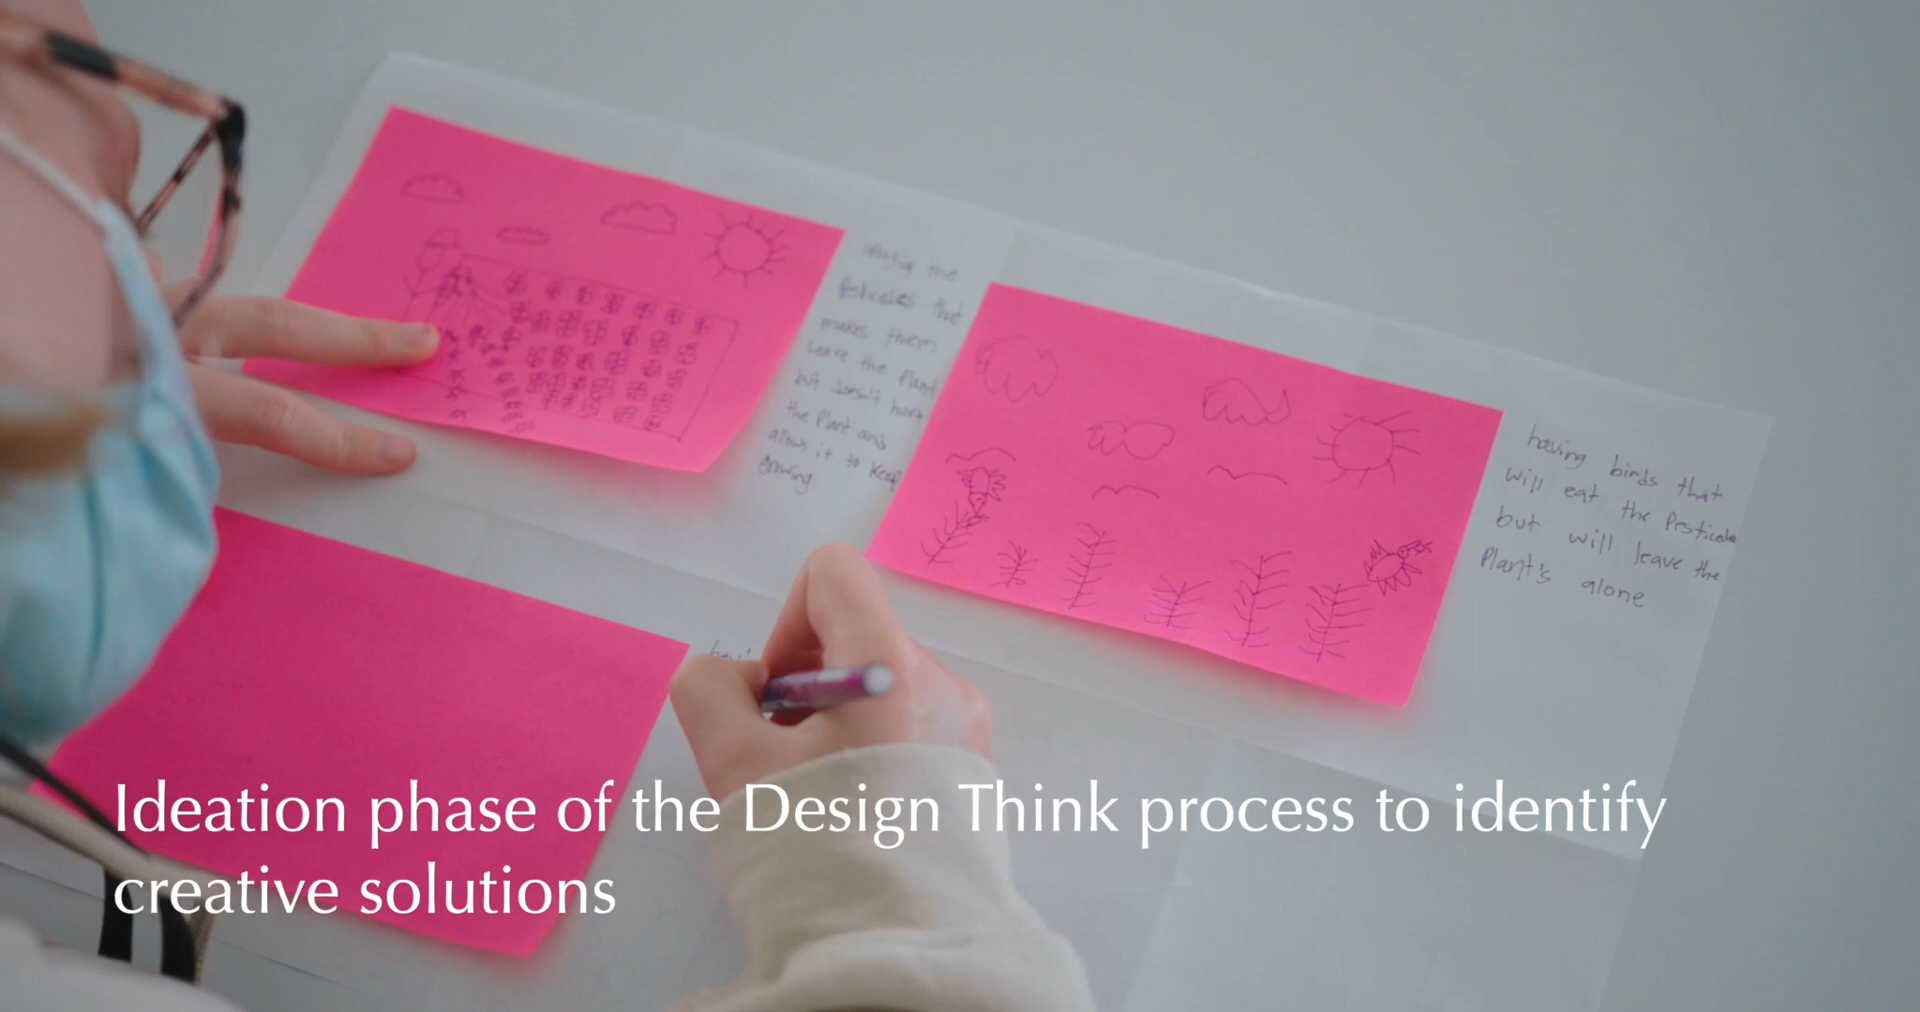 the
that
makes them
leave the Plant
but doesn't hurt
the Plant and
allows it to keep
growing
having birds that
will eat the Pesticede
but will leave the
Plant's alone
Ideation phase of the Design Think process to identify
creative solutions